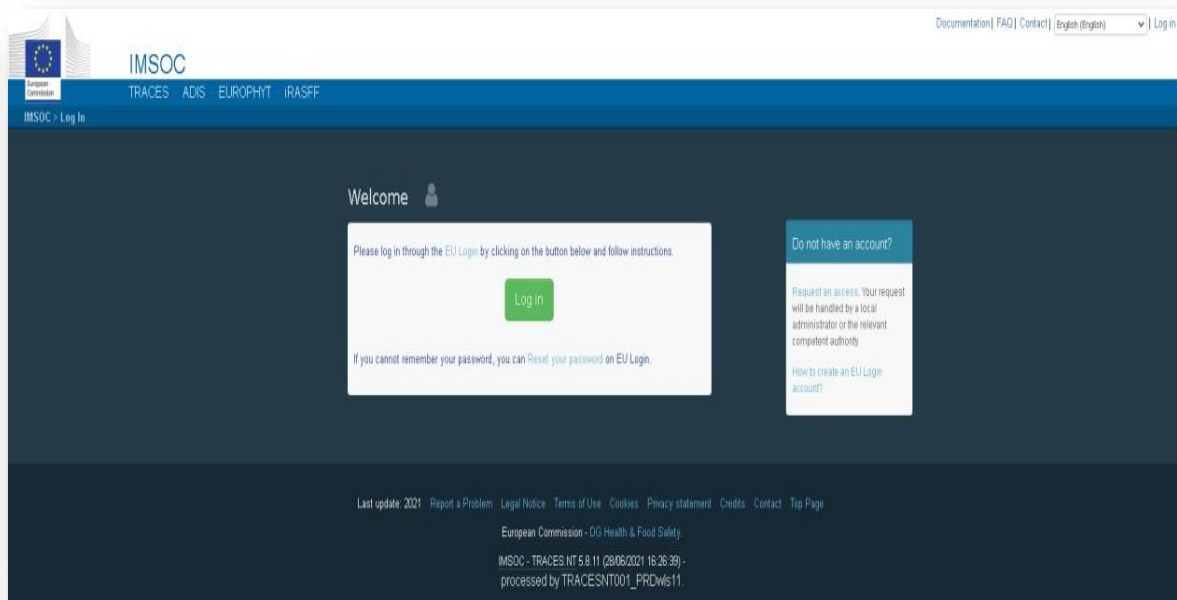 Documentation| FAQ| Contact| English (English) | Log in
European
Commission
IMSOC
TRACES ADIS EUROPHYT iRASFF
IMSOC > Log In
Welcome
Please log in through the EU Login by clicking on the button below and follow instructions.
Log in
If you cannot remember your password, you can Reset your password on EU Login.
Do not have an account?
Request an access. Your request
will be handled by a local
administrator or the relevant
competent authority.
How to create an EU Login
account?
Last update: 2021 Report a Problem Legal Notice Terms of Use Cookies Privacy statement Credits Contact Top Page
European Commission - DG Health & Food Safety.
IMSOC - TRACES.NT 5.8.11 (28/06/2021 16:26:39) -
processed by TRACESNT001_PRDwls11.